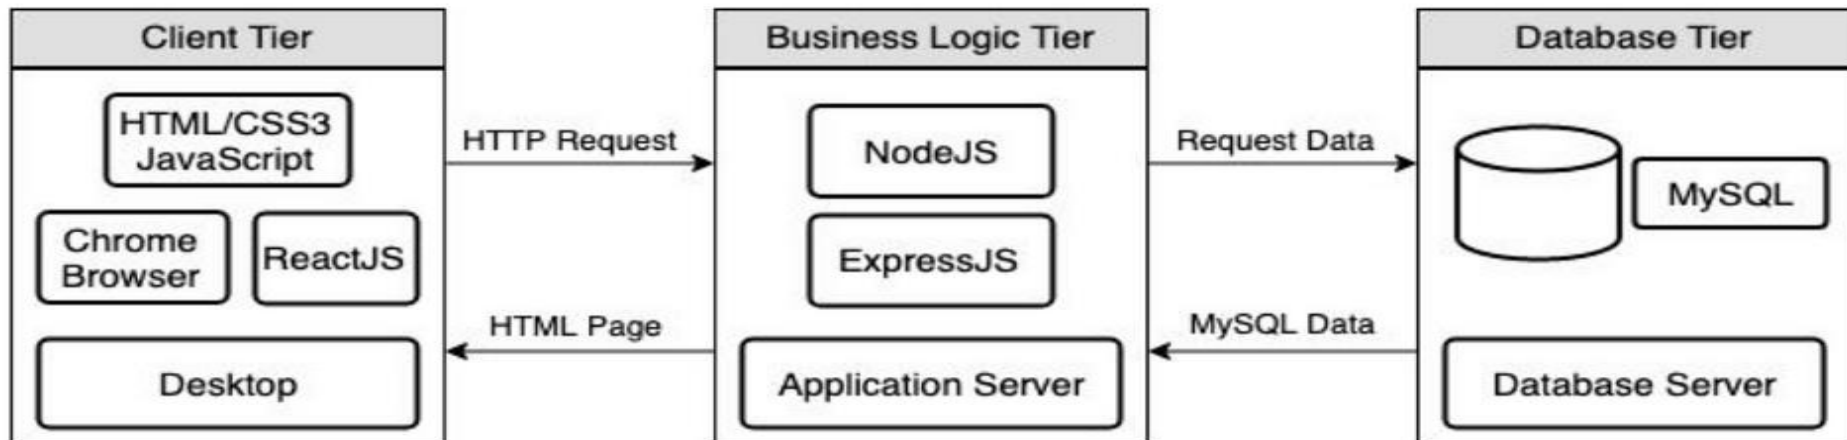 Client Tier
HTML/CSS3
JavaScript
Chrome
Browser
ReactJS
Desktop
HTTP Request
HTML Page
Business Logic Tier
NodeJS
ExpressJS
Application Server
Request Data
MySQL Data
Database Tier
MySQL
Database Server